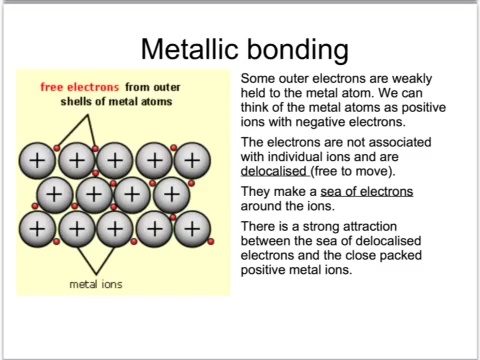 Metallic bonding
free electrons from outer
shells of metal atoms
+ + + + +
+ + + +
+ + + + +
metal ions
Some outer electrons are weakly
held to the metal atom. We can
think of the metal atoms as positive
ions with negative electrons.
The electrons are not associated
with individual ions and are
delocalised (free to move).
They make a sea of electrons
around the ions.
There is a strong attraction
between the sea of delocalised
electrons and the close packed
positive metal ions.